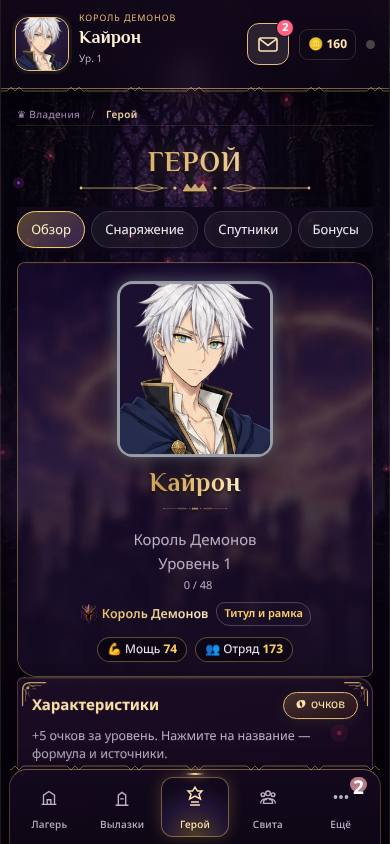 КОРОЛЬ ДЕМОНОВ
Кайрон
Ур. 1
2
160
Владения / Герой
ГЕРОЙ
Обзор
Снаряжение
Спутники
Бонусы
Кайрон
Король Демонов
Уровень 1
0 / 48
Король Демонов
Титул и рамка
Мощь 74
Отряд 173
Характеристики
0 очков
+5 очков за уровень. Нажмите на название —
формула и источники.
2
Лагерь
Вылазки
Герой
Свита
Ещё